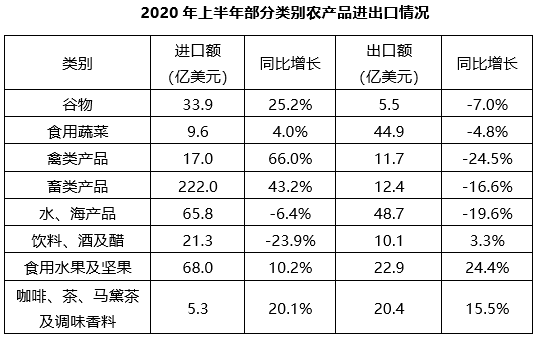 2020年上半年部分类别农产品进出口情况
类别 进口额 (亿美元) 同比增长 出口额 (亿美元) 同比增长
谷物 33.9 25.2% 5.5 -7.0%
食用蔬菜 9.6 4.0% 44.9 -4.8%
禽类产品 17.0 66.0% 11.7 -24.5%
畜类产品 222.0 43.2% 12.4 -16.6%
水、海产品 65.8 -6.4% 48.7 -19.6%
饮料、酒及醋 21.3 -23.9% 10.1 3.3%
食用水果及坚果 68.0 10.2% 22.9 24.4%
咖啡、茶、马黛茶
及调味香料 5.3 20.1% 20.4 15.5%